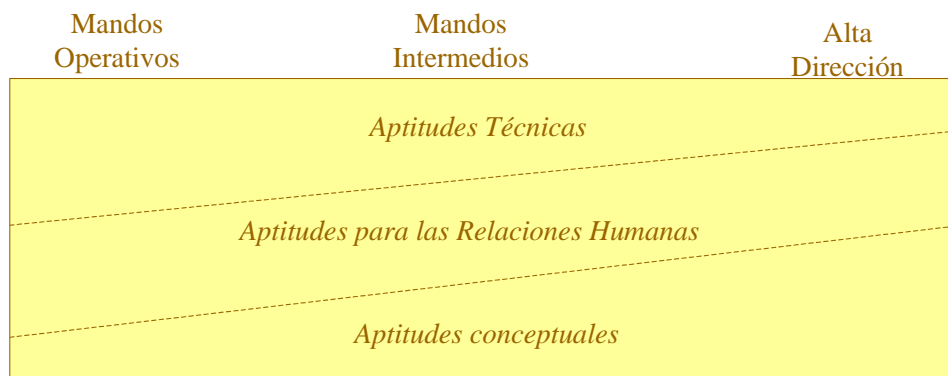 Mandos
Operativos
Mandos
Intermedios
Alta
Dirección
Aptitudes Técnicas
Aptitudes para las Relaciones Humanas
Aptitudes conceptuales